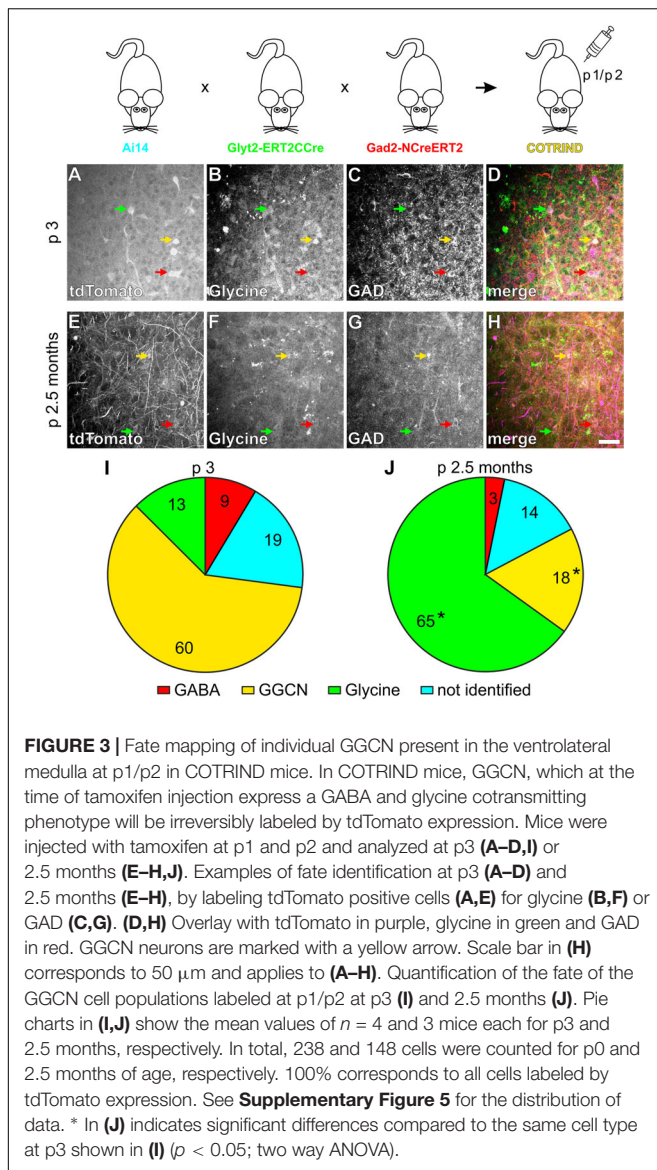 p 1/p 2
x x
Ai14 Glyt2-ERT2CCre Gad2-NCreERT2 COTRIND
A B C D
p 3
tdTomato Glycine GAD merge
E F G H
p 2.5 months
tdTomato Glycine GAD merge
I p 3 J p 2.5 months
13 9 19 60
3 14 18* 65*
GABA GGCN Glycine not identified
FIGURE 3 | Fate mapping of individual GGCN present in the ventrolateral
medulla at p1/p2 in COTRIND mice. In COTRIND mice, GGCN, which at the
time of tamoxifen injection express a GABA and glycine cotransmitting
phenotype will be irreversibly labeled by tdTomato expression. Mice were
injected with tamoxifen at p1 and p2 and analyzed at p3 (A–D,I) or
2.5 months (E–H,J). Examples of fate identification at p3 (A–D) and
2.5 months (E–H), by labeling tdTomato positive cells (A,E) for glycine (B,F) or
GAD (C,G). (D,H) Overlay with tdTomato in purple, glycine in green and GAD
in red. GGCN neurons are marked with a yellow arrow. Scale bar in (H)
corresponds to 50 μm and applies to (A–H). Quantification of the fate of the
GGCN cell populations labeled at p1/p2 at p3 (I) and 2.5 months (J). Pie
charts in (I,J) show the mean values of n = 4 and 3 mice each for p3 and
2.5 months, respectively. In total, 238 and 148 cells were counted for p0 and
2.5 months of age, respectively. 100% corresponds to all cells labeled by
tdTomato expression. See Supplementary Figure 5 for the distribution of
data. * In (J) indicates significant differences compared to the same cell type
at p3 shown in (I) (p < 0.05; two way ANOVA).